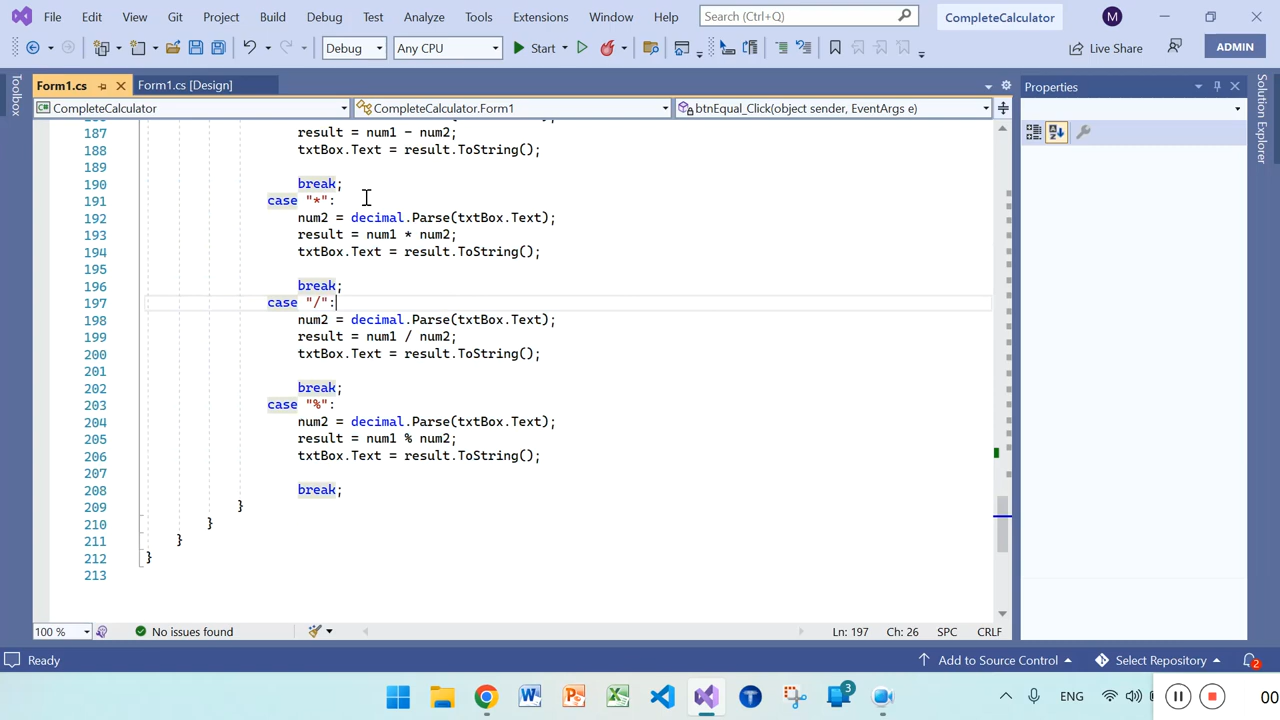 File Edit View Git Project Build Debug Test Analyze Tools Extensions Window Help Search (Ctrl+Q) CompleteCalculator M
Debug Any CPU Start Live Share ADMIN
Form1.cs Form1.cs [Design] Properties
CompleteCalculator CompleteCalculator.Form1 btnEqual_Click(object sender, EventArgs e)
Toolbox
Solution Explorer
187 result = num1 - num2;
188 txtBox.Text = result.ToString();
189
190 break;
191 case "*":
192 num2 = decimal.Parse(txtBox.Text);
193 result = num1 * num2;
194 txtBox.Text = result.ToString();
195
196 break;
197 case "/":
198 num2 = decimal.Parse(txtBox.Text);
199 result = num1 / num2;
200 txtBox.Text = result.ToString();
201
202 break;
203 case "%":
204 num2 = decimal.Parse(txtBox.Text);
205 result = num1 % num2;
206 txtBox.Text = result.ToString();
207
208 break;
209 }
210 }
211 }
212 }
213
100 % No issues found Ln: 197 Ch: 26 SPC CRLF
Ready Add to Source Control Select Repository 2
W P X T 3 ENG 00